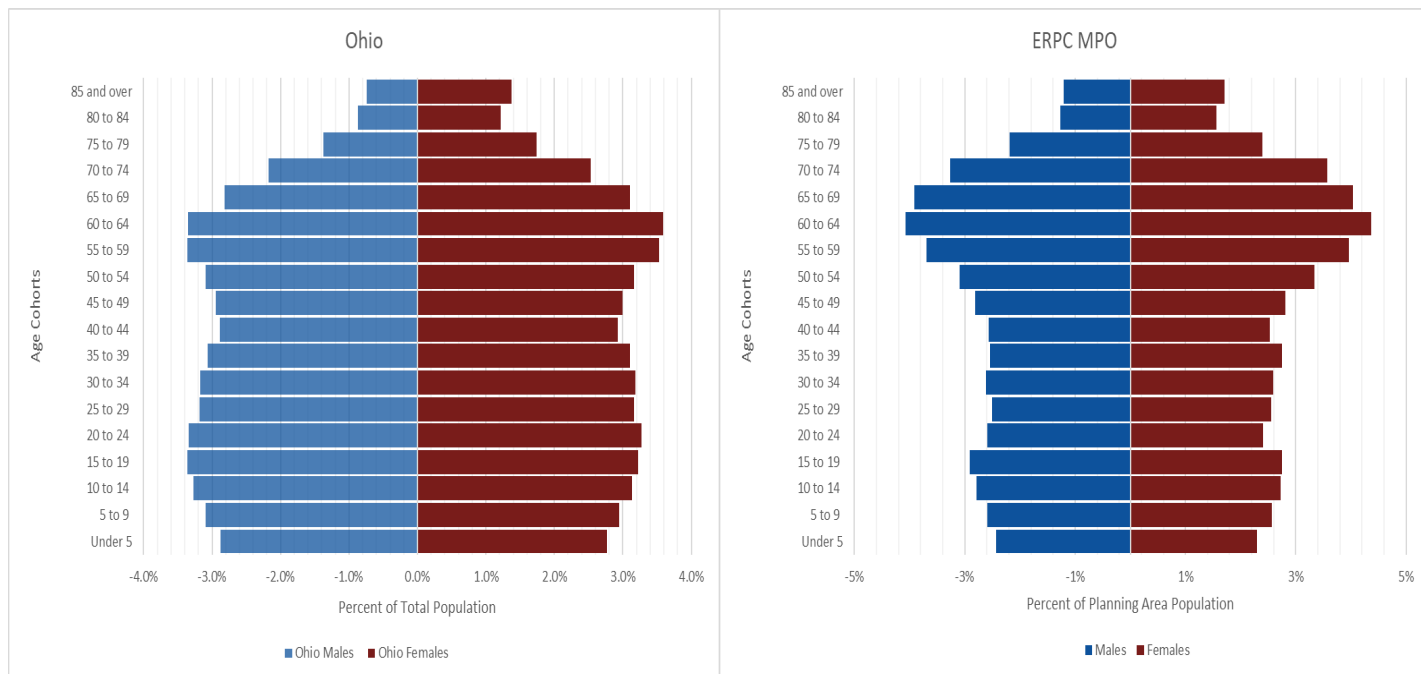 Ohio
Age Cohorts
85 and over
80 to 84
75 to 79
70 to 74
65 to 69
60 to 64
55 to 59
50 to 54
45 to 49
40 to 44
35 to 39
30 to 34
25 to 29
20 to 24
15 to 19
10 to 14
5 to 9
Under 5
-4.0% -3.0% -2.0% -1.0% 0.0% 1.0% 2.0% 3.0% 4.0%
Percent of Total Population
Ohio Males Ohio Females
ERPC MPO
Age Cohorts
85 and over
80 to 84
75 to 79
70 to 74
65 to 69
60 to 64
55 to 59
50 to 54
45 to 49
40 to 44
35 to 39
30 to 34
25 to 29
20 to 24
15 to 19
10 to 14
5 to 9
Under 5
-5% -3% -1% 1% 3% 5%
Percent of Planning Area Population
Males Females